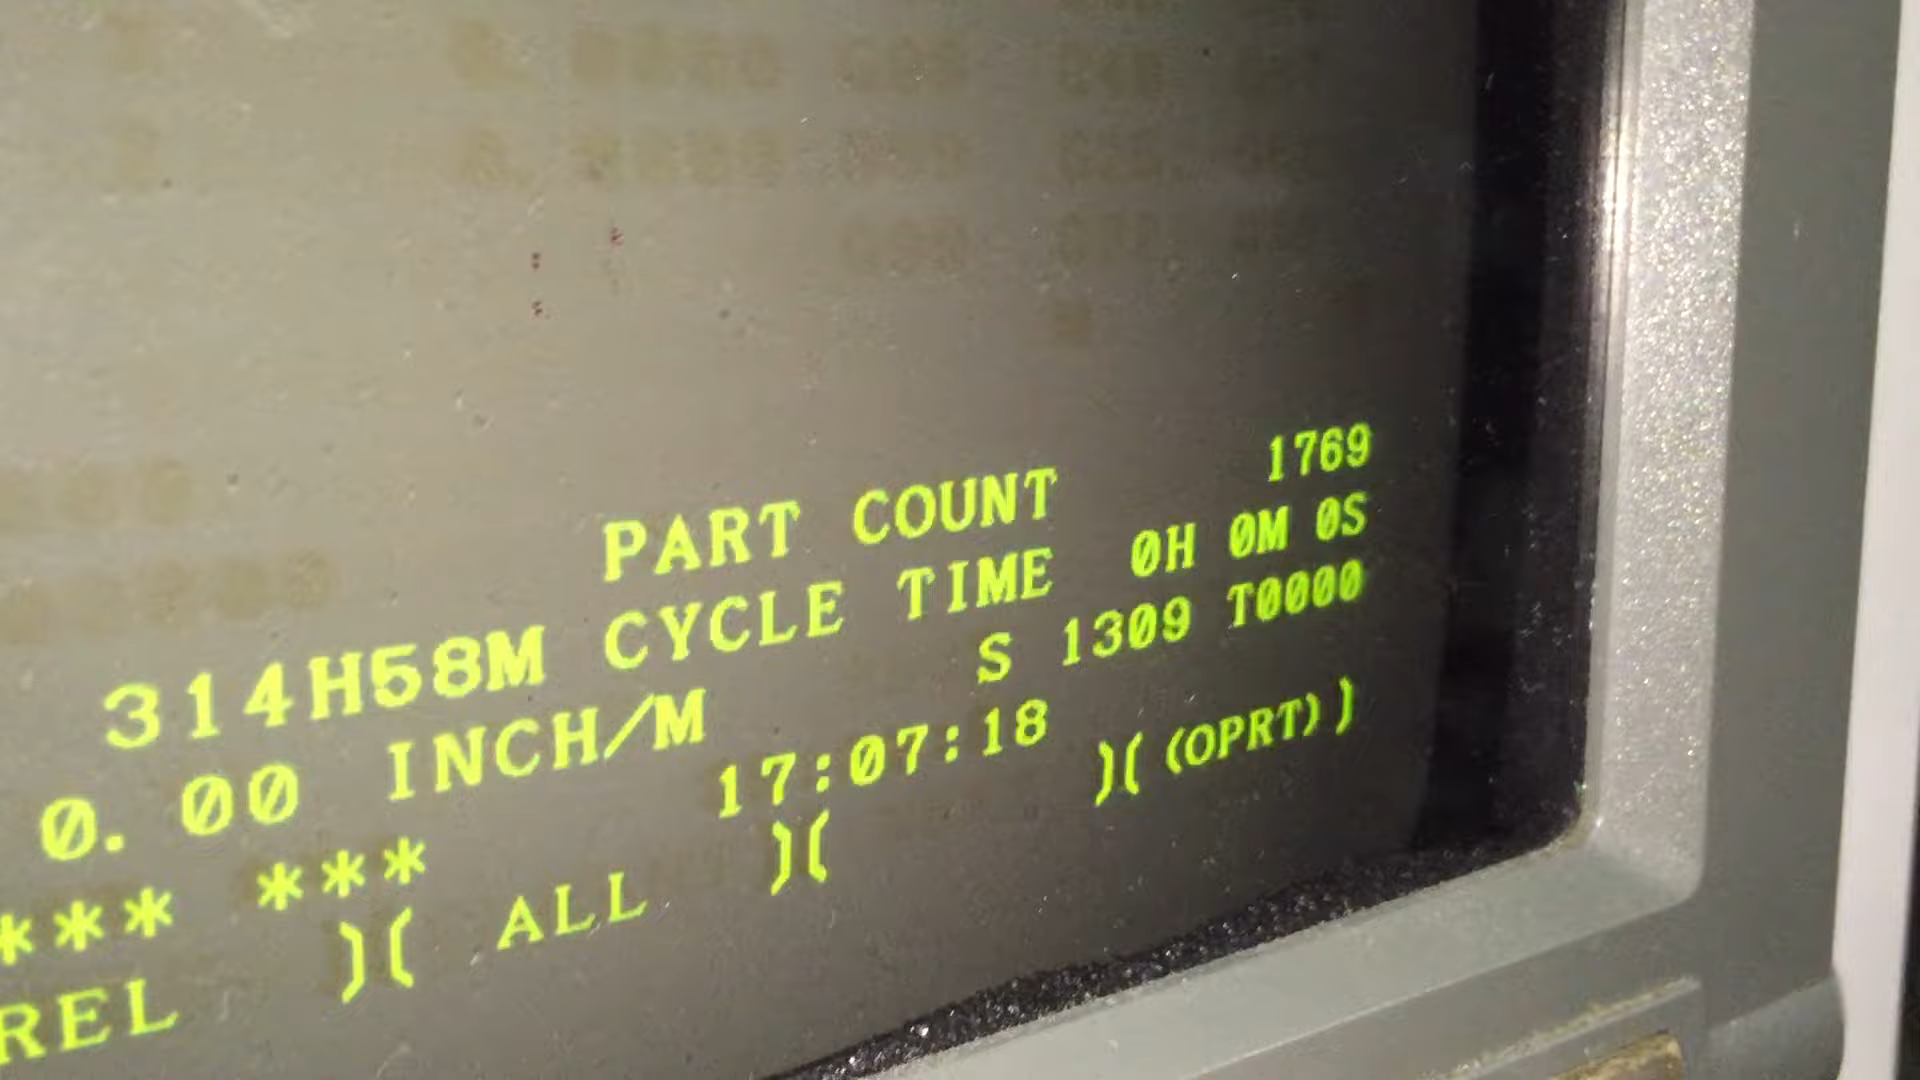 PART COUNT 1769
314H58M CYCLE TIME 0H 0M 0S
0.00 INCH/M S 1309 T0000
*** *** 17:07:18
REL )( ALL )( )( (OPRT) )